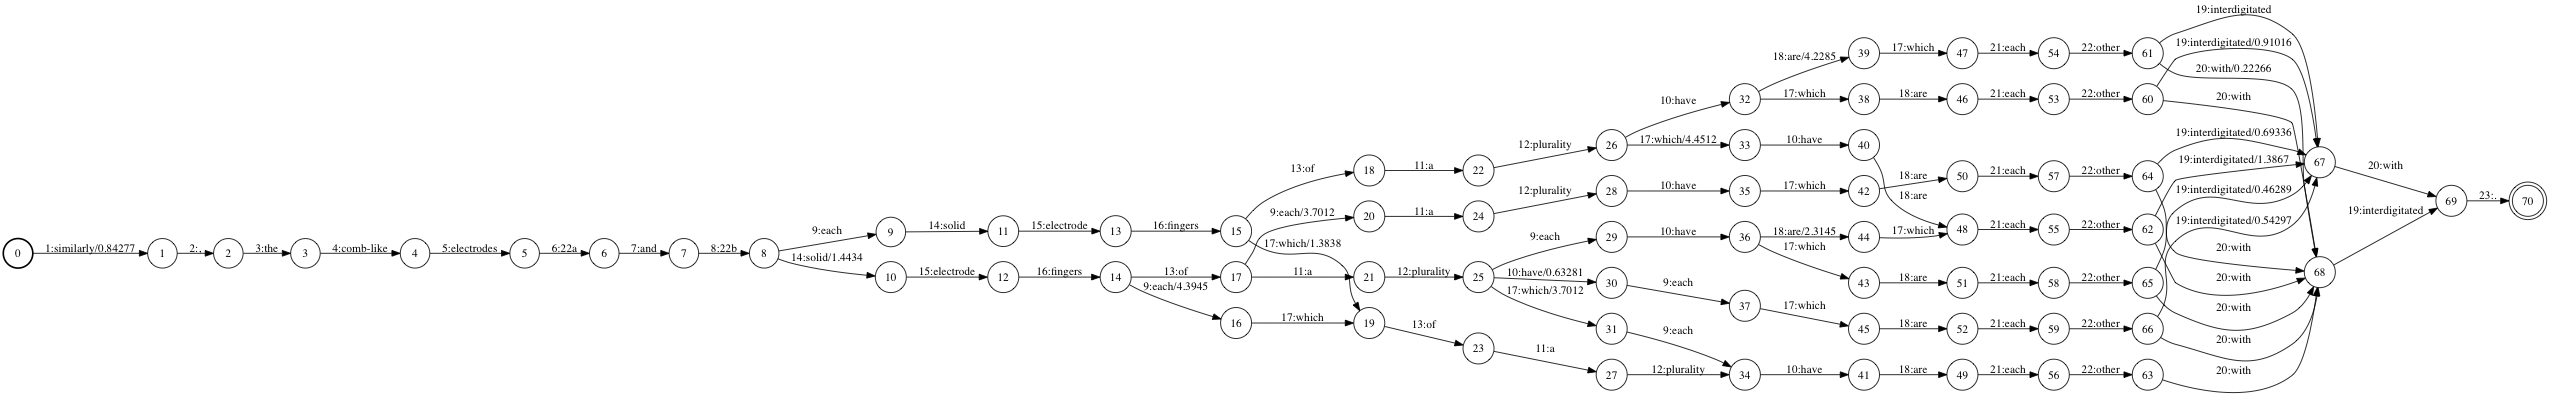 0 1:similarly/0.84277 1 2:, 2 3:the 3 4:comb-like 4 5:electrodes 5 6:22a 6 7:and 7 8:22b 8
9:each 9 14:solid 11 15:electrode 13 16:fingers 15
14:solid/1.4434 10 15:electrode 12 16:fingers 14
13:of 17 11:a 21 12:plurality 25
9:each/4.3945 16 17:which 19
13:of 18 11:a 22 12:plurality 26
17:which/1.3838
9:each/3.7012 20 11:a 24 12:plurality 28 10:have 35 17:which 42 18:are 50 21:each 57 22:other 64
13:of 23 11:a 27 12:plurality 34 10:have 41 18:are 49 21:each 56 22:other 63
10:have 32 18:are/4.2285 39 17:which 47 21:each 54 22:other 61
17:which 38 18:are 46 21:each 53 22:other 60
17:which/4.4512 33 10:have 40 18:are
9:each 29 10:have 36 18:are/2.3145 44 17:which 48 21:each 55 22:other 62
17:which 43 18:are 51 21:each 58 22:other 65
10:have/0.63281 30 9:each 37 17:which 45 18:are 52 21:each 59 22:other 66
17:which/3.7012 31 9:each
19:interdigitated
19:interdigitated/0.91016
20:with/0.22266
20:with
19:interdigitated/0.69336
19:interdigitated/1.3867
19:interdigitated/0.46289
19:interdigitated/0.54297
20:with
20:with
20:with
20:with
20:with
67 20:with
68 19:interdigitated
69 23:. 70